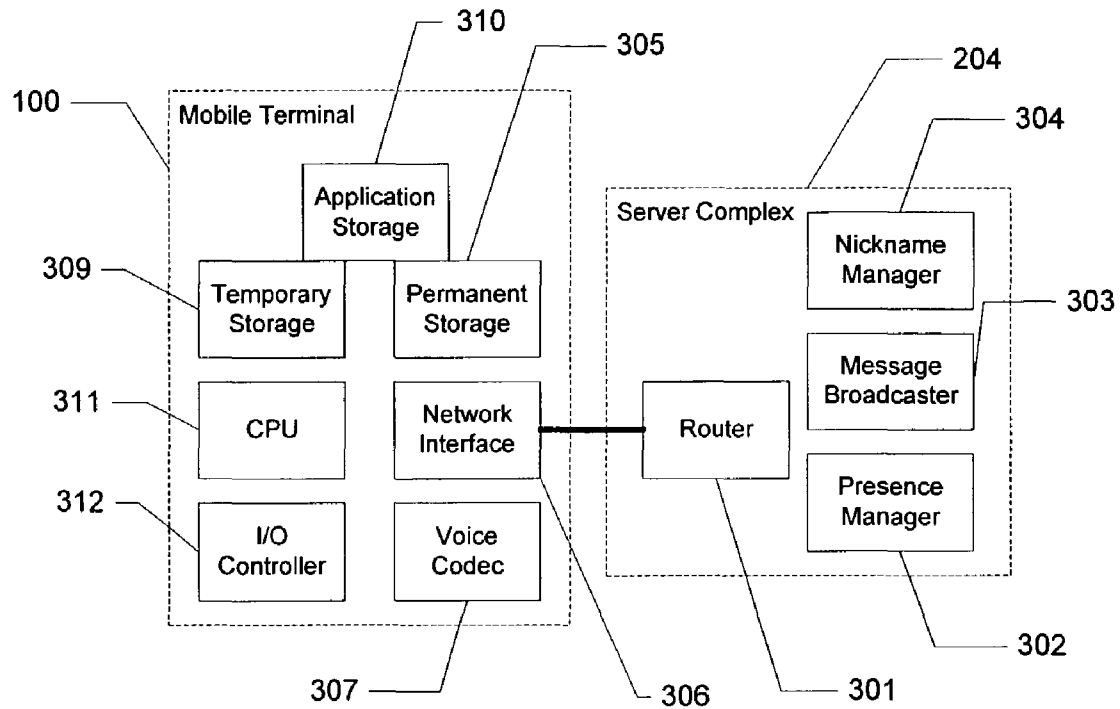 310
305
204
100
Mobile Terminal
304
Application
Storage
Server Complex
Nickname
Manager
309
Temporary
Storage
Permanent
Storage
303
Message
Broadcaster
311
CPU
Network
Interface
Router
312
Presence
Manager
I/O
Controller
Voice
Codec
307
306
301
302